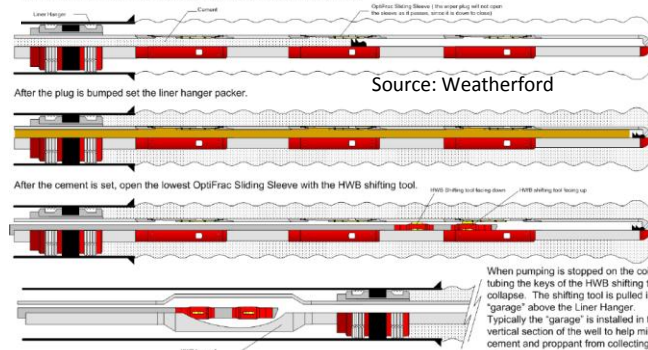 Liner Hanger
Cement
OptiFrac Sliding Sleeve ( the wiper plug will not open
the sleeve as it passes, since it is down to close)
Source: Weatherford
After the plug is bumped set the liner hanger packer.
After the cement is set, open the lowest OptiFrac Sliding Sleeve with the HWB shifting tool.
HWB Shifting tool facing down
HWB shifting tool facing up
When pumping is stopped on the coi
tubing the keys of the HWB shifting t
collapse. The shifting tool is pulled i
"garage" above the Liner Hanger.
Typically the "garage" is installed in t
vertical section of the well to help mi
cement and proppant from collecting